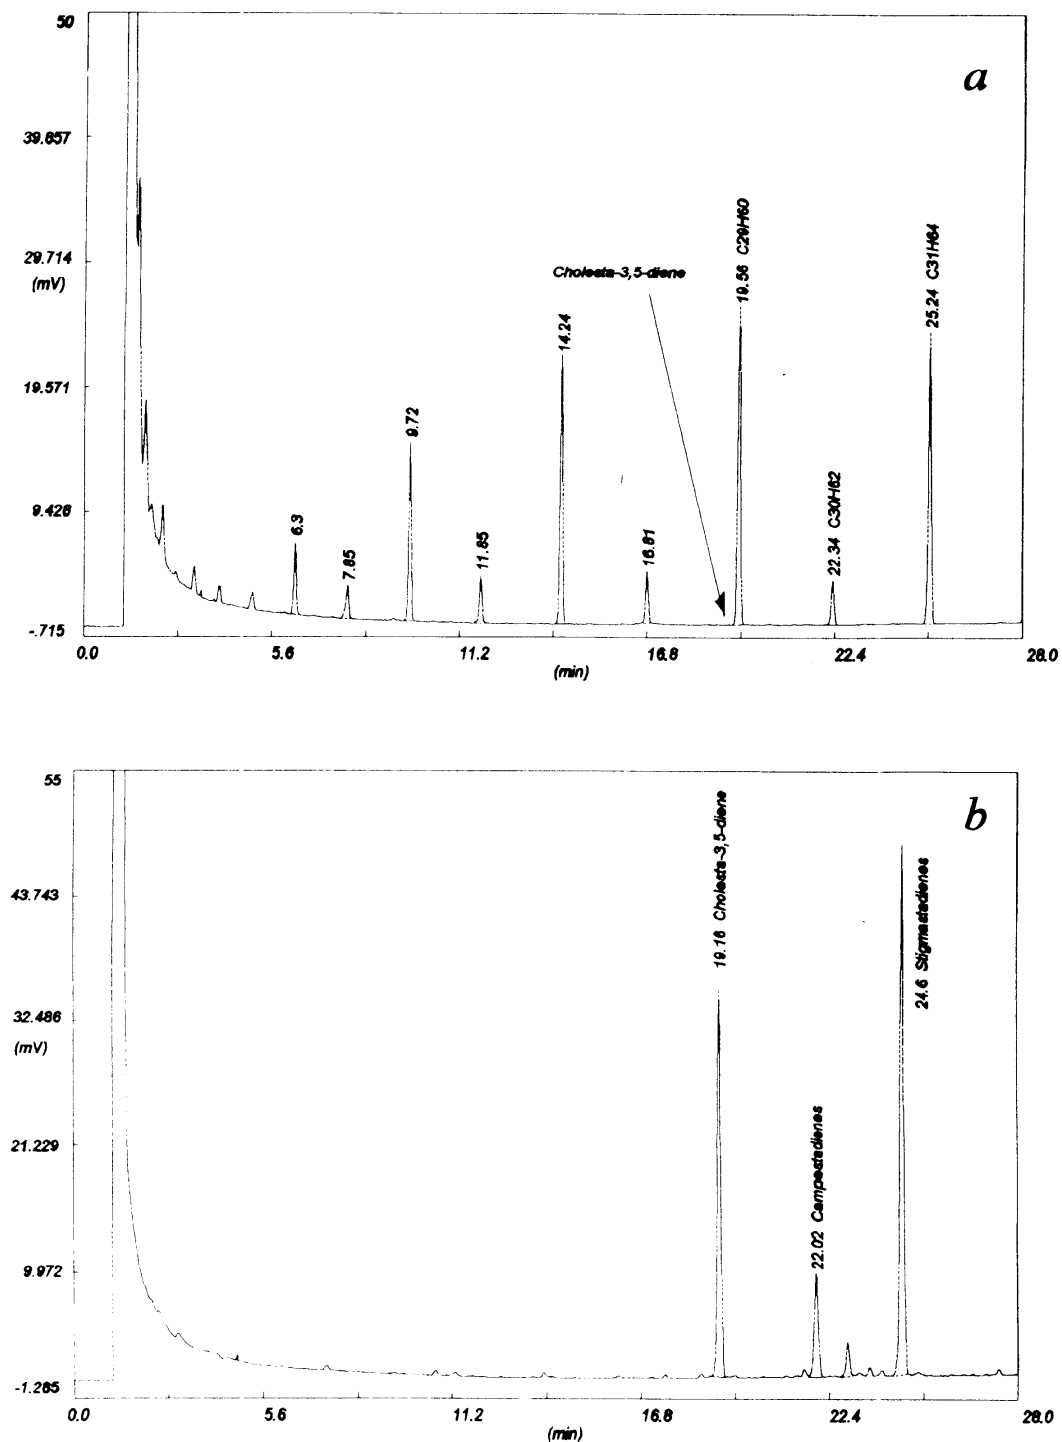 50
a
39.857
29.714
(mV)
19.571
9.428
-.715
Cholesta-3,5-diene
6.3
7.85
9.72
11.85
14.24
16.81
19.56 C29H60
22.34 C30H62
25.24 C31H64
0.0 5.6 11.2 16.8 22.4 28.0
(min)
55
b
43.743
32.486
(mV)
21.229
9.972
-1.285
19.16 Cholesta-3,5-diene
22.02 Campestadienes
24.6 Stigmastadienes
0.0 5.6 11.2 16.8 22.4 28.0
(min)